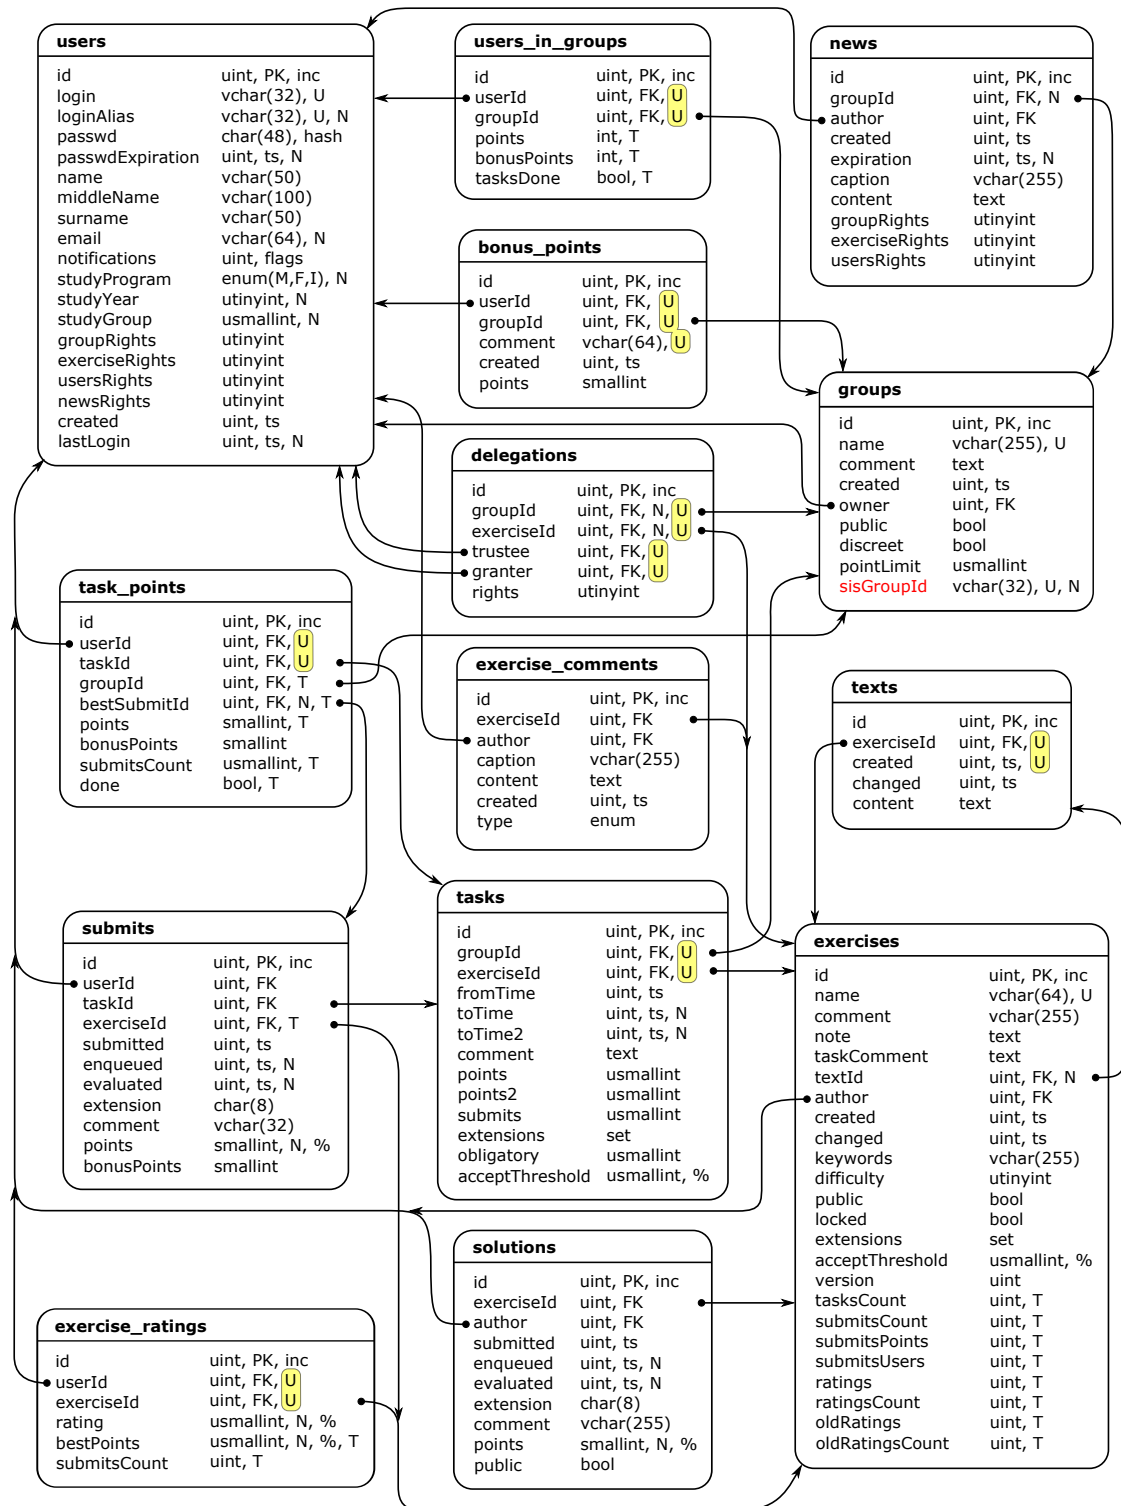 users
id uint, PK, inc
login vchar(32), U
loginAlias vchar(32), U, N
passwd char(48), hash
passwdExpiration uint, ts, N
name vchar(50)
middleName vchar(100)
surname vchar(50)
email vchar(64), N
notifications uint, flags
studyProgram enum(M,F,I), N
studyYear utinyint, N
studyGroup usmallint, N
groupRights utinyint
exerciseRights utinyint
usersRights utinyint
newsRights utinyint
created uint, ts
lastLogin uint, ts, N
users_in_groups
id uint, PK, inc
userId uint, FK, U
groupId uint, FK, U
points int, T
bonusPoints int, T
tasksDone bool, T
news
id uint, PK, inc
groupId uint, FK, N
author uint, FK
created uint, ts
expiration uint, ts, N
caption vchar(255)
content text
groupRights utinyint
exerciseRights utinyint
usersRights utinyint
bonus_points
id uint, PK, inc
userId uint, FK, U
groupId uint, FK, U
comment vchar(64), U
created uint, ts
points smallint
groups
id uint, PK, inc
name vchar(255), U
comment text
created uint, ts
owner uint, FK
public bool
discreet bool
pointLimit usmallint
sisGroupId vchar(32), U, N
delegations
id uint, PK, inc
groupId uint, FK, N, U
exerciseId uint, FK, N, U
trustee uint, FK, U
granter uint, FK, U
rights utinyint
task_points
id uint, PK, inc
userId uint, FK, U
taskId uint, FK, U
groupId uint, FK, T
bestSubmitId uint, FK, N, T
points smallint, T
bonusPoints smallint
submitsCount usmallint, T
done bool, T
exercise_comments
id uint, PK, inc
exerciseId uint, FK
author uint, FK
caption vchar(255)
content text
created uint, ts
type enum
texts
id uint, PK, inc
exerciseId uint, FK, U
created uint, ts, U
changed uint, ts
content text
submits
id uint, PK, inc
userId uint, FK
taskId uint, FK
exerciseId uint, FK, T
submitted uint, ts
enqueued uint, ts, N
evaluated uint, ts, N
extension char(8)
comment vchar(32)
points smallint, N, %
bonusPoints smallint
tasks
id uint, PK, inc
groupId uint, FK, U
exerciseId uint, FK, U
fromTime uint, ts
toTime uint, ts, N
toTime2 uint, ts, N
comment text
points usmallint
points2 usmallint
submits usmallint
extensions set
obligatory usmallint
acceptThreshold usmallint, %
exercises
id uint, PK, inc
name vchar(64), U
comment vchar(255)
note text
taskComment text
textId uint, FK, N
author uint, FK
created uint, ts
changed uint, ts
keywords vchar(255)
difficulty utinyint
public bool
locked bool
extensions set
acceptThreshold usmallint, %
version uint
tasksCount uint, T
submitsCount uint, T
submitsPoints uint, T
submitsUsers uint, T
ratings uint, T
ratingsCount uint, T
oldRatings uint, T
oldRatingsCount uint, T
solutions
id uint, PK, inc
exerciseId uint, FK
author uint, FK
submitted uint, ts
enqueued uint, ts, N
evaluated uint, ts, N
extension char(8)
comment vchar(255)
points smallint, N, %
public bool
exercise_ratings
id uint, PK, inc
userId uint, FK, U
exerciseId uint, FK, U
rating usmallint, N, %
bestPoints usmallint, N, %, T
submitsCount uint, T